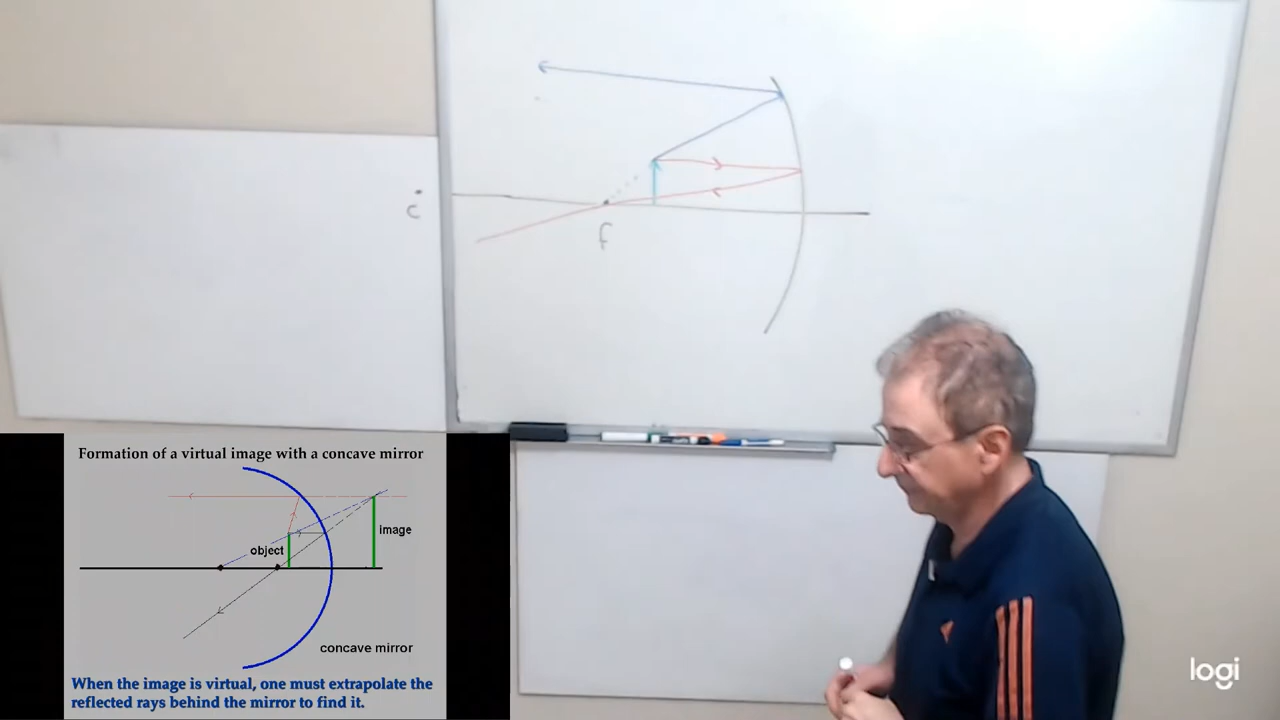 C
f
Formation of a virtual image with a concave mirror
object
image
concave mirror
When the image is virtual, one must extrapolate the
reflected rays behind the mirror to find it.
logi